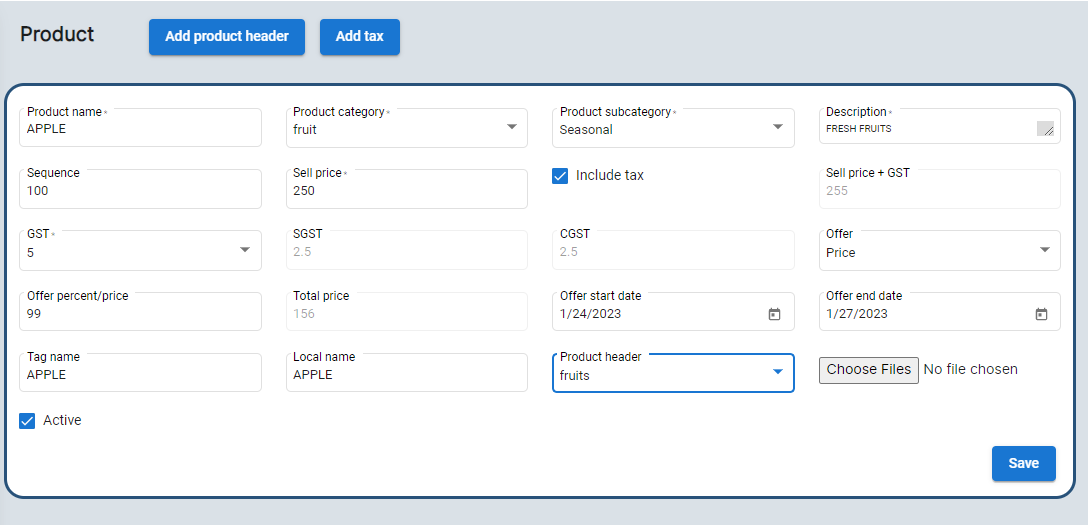 Product
Add product header
Add tax
Product name *
APPLE
Product category *
fruit
Product subcategory *
Seasonal
Description *
FRESH FRUITS
Sequence
100
Sell price *
250
Include tax
Sell price + GST
255
GST *
5
SGST
2.5
CGST
2.5
Offer
Price
Offer percent/price
99
Total price
156
Offer start date
1/24/2023
Offer end date
1/27/2023
Tag name
APPLE
Local name
APPLE
Product header
fruits
Choose Files No file chosen
Active
Save